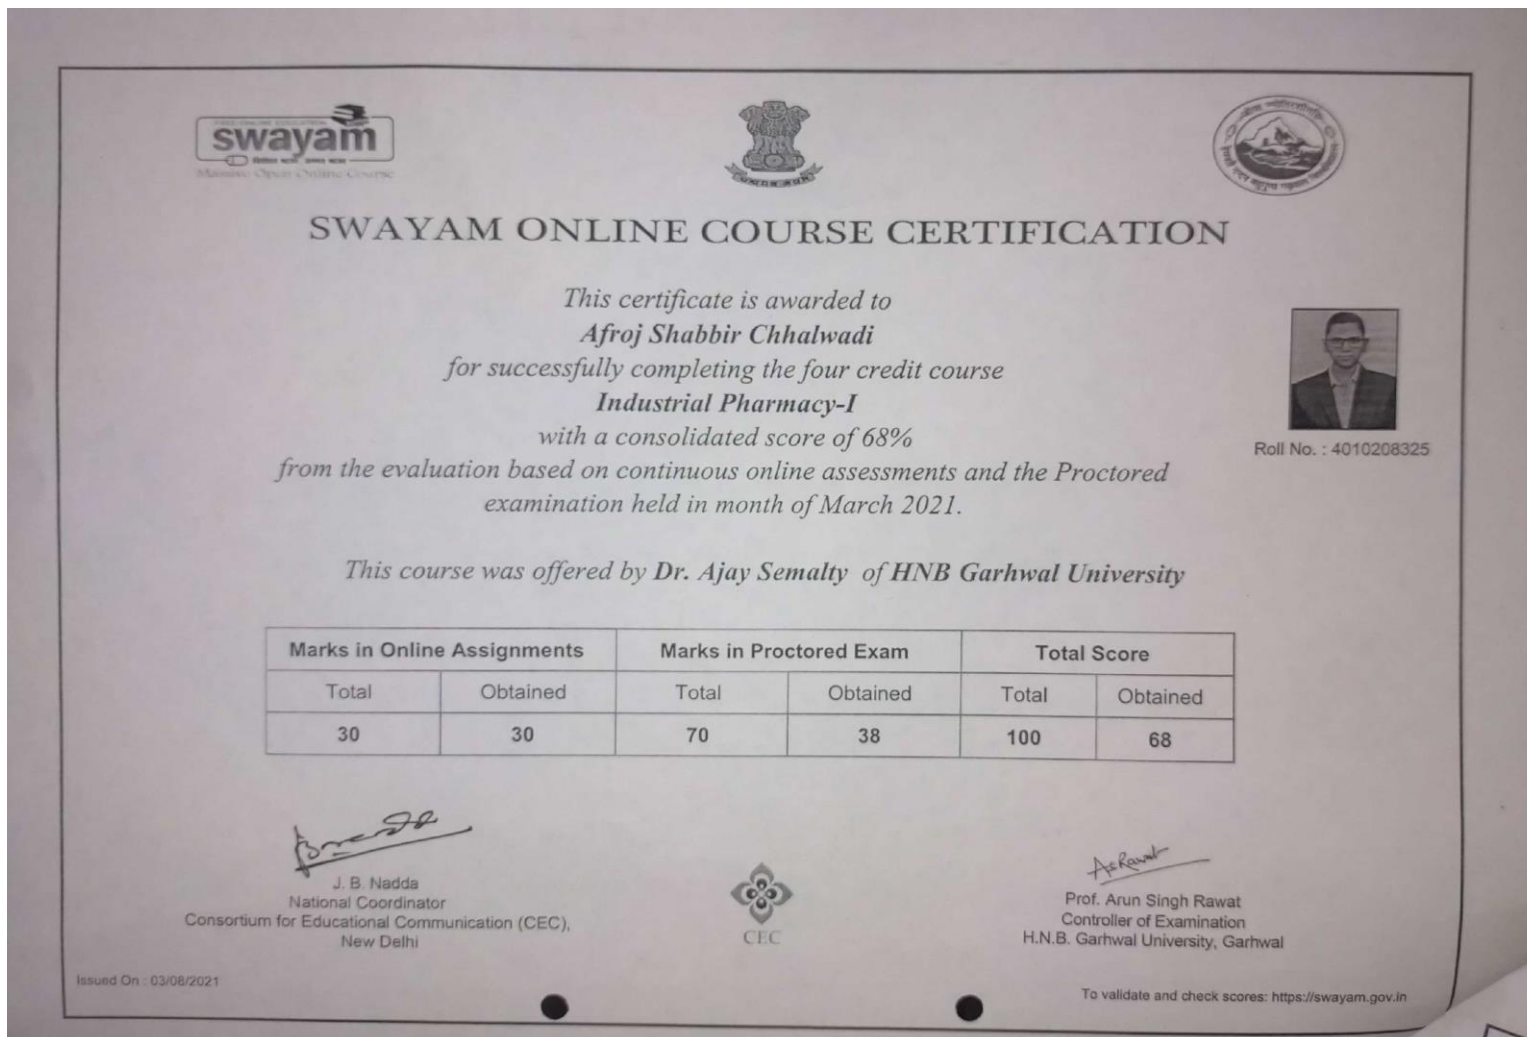 swayam
Massive Open Online Course
SWAYAM ONLINE COURSE CERTIFICATION
This certificate is awarded to
Afroj Shabbir Chhalwadi
for successfully completing the four credit course
Industrial Pharmacy-I
with a consolidated score of 68%
from the evaluation based on continuous online assessments and the Proctored
examination held in month of March 2021.
Roll No. : 4010208325
This course was offered by Dr. Ajay Semalty of HNB Garhwal University
Marks in Online Assignments Marks in Proctored Exam Total Score
Total Obtained Total Obtained Total Obtained
30 30 70 38 100 68
AsRawat
J. B. Nadda
National Coordinator
Consortium for Educational Communication (CEC),
New Delhi
CEC
Prof. Arun Singh Rawat
Controller of Examination
H.N.B. Garhwal University, Garhwal
Issued On : 03/08/2021
To validate and check scores: https://swayam.gov.in